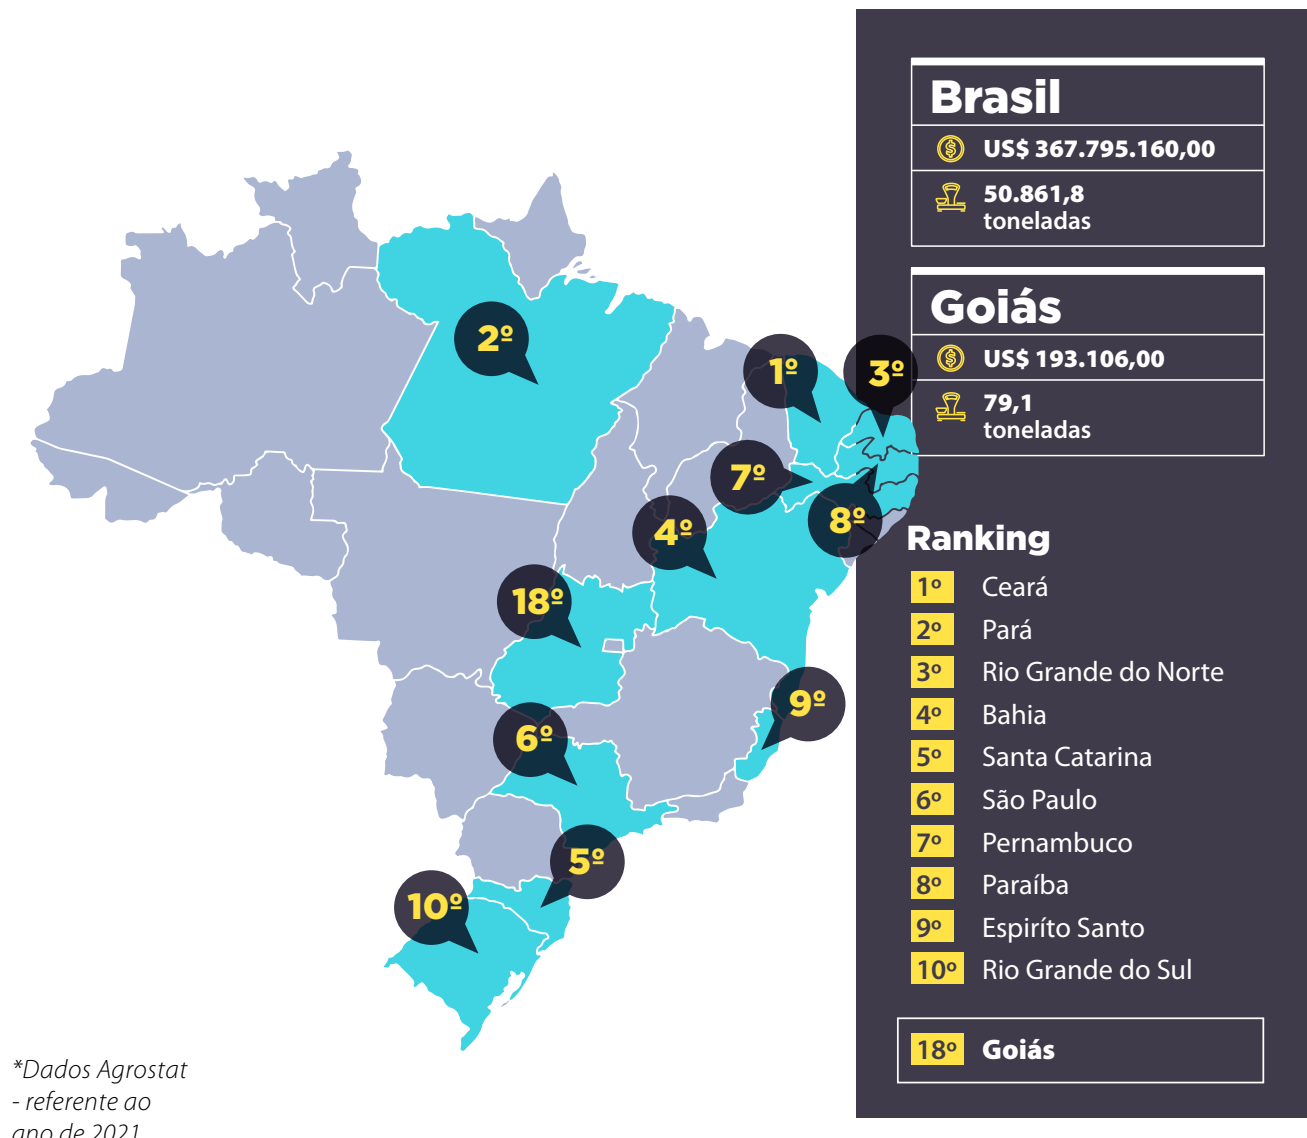 Brasil
US$ 367.795.160,00
50.861,8
toneladas
Goiás
US$ 193.106,00
79,1
toneladas
2º
1º
3º
7º
8º
4º
18º
9º
6º
5º
10º
Ranking
1º Ceará
2º Pará
3º Rio Grande do Norte
4º Bahia
5º Santa Catarina
6º São Paulo
7º Pernambuco
8º Paraíba
9º Espiríto Santo
10º Rio Grande do Sul
18º Goiás
*Dados Agrostat
- referente ao
ano de 2021